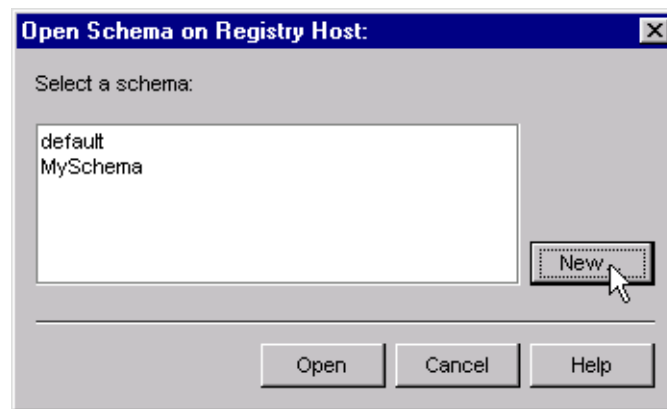 Open Schema on Registry Host:
Select a schema:
default
MySchema
New...
Open Cancel Help